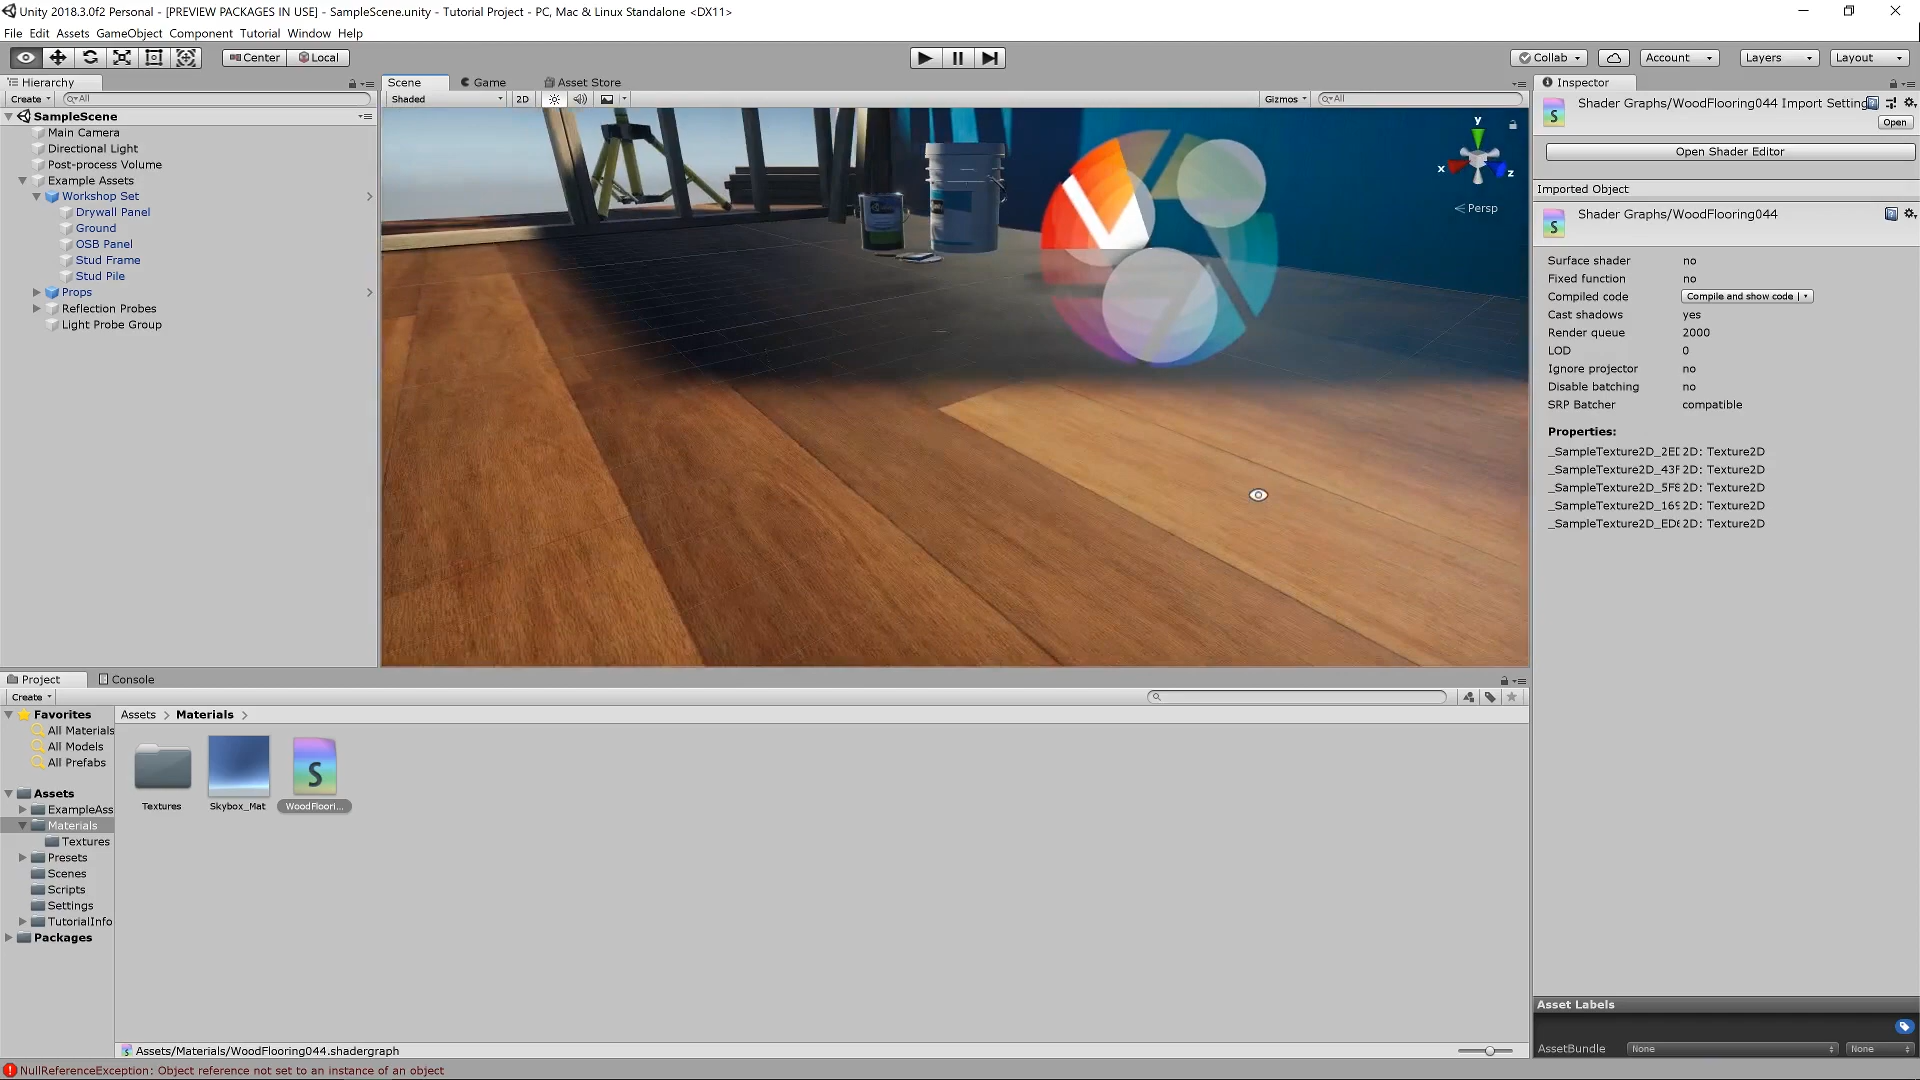 Unity 2018.3.0f2 Personal - [PREVIEW PACKAGES IN USE] - SampleScene.unity - Tutorial Project - PC, Mac & Linux Standalone <DX11>
File Edit Assets GameObject Component Tutorial Window Help
Center Local
Collab Account Layers Layout
Hierarchy
Create All
SampleScene
Main Camera
Directional Light
Post-process Volume
Example Assets
Workshop Set
Drywall Panel
Ground
OSB Panel
Stud Frame
Stud Pile
Props
Reflection Probes
Light Probe Group
Scene Game Asset Store
Shaded 2D Gizmos All
y
x
z
Persp
Inspector
Shader Graphs/WoodFlooring044 Import Setting
Open
Open Shader Editor
Imported Object
Shader Graphs/WoodFlooring044
Surface shader no
Fixed function no
Compiled code Compile and show code
Cast shadows yes
Render queue 2000
LOD 0
Ignore projector no
Disable batching no
SRP Batcher compatible
Properties:
_SampleTexture2D_2E 2D: Texture2D
_SampleTexture2D_43 2D: Texture2D
_SampleTexture2D_5F 2D: Texture2D
_SampleTexture2D_16 2D: Texture2D
_SampleTexture2D_ED 2D: Texture2D
Asset Labels
AssetBundle None None
Project Console
Create
Favorites
All Materials
All Models
All Prefabs
Assets
ExampleAss
Materials
Textures
Presets
Scenes
Scripts
Settings
TutorialInfo
Packages
Assets > Materials >
Textures Skybox_Mat WoodFloori...
S
Assets/Materials/WoodFlooring044.shadergraph
NullReferenceException: Object reference not set to an instance of an object